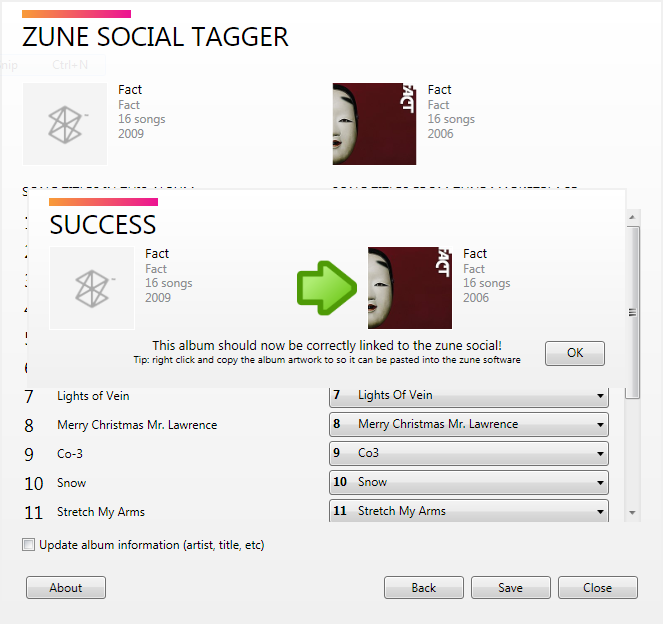 ZUNE SOCIAL TAGGER
Ctrl+N
Fact
Fact
16 songs
2009
FACT
Fact
Fact
16 songs
2006
SUCCESS
Fact
Fact
16 songs
2009
FACT
Fact
Fact
16 songs
2006
This album should now be correctly linked to the zune social!
Tip: right click and copy the album artwork to so it can be pasted into the zune software
OK
7 Lights of Vein 7 Lights Of Vein
8 Merry Christmas Mr. Lawrence 8 Merry Christmas Mr. Lawrence
9 Co-3 9 Co3
10 Snow 10 Snow
11 Stretch My Arms 11 Stretch My Arms
Update album information (artist, title, etc)
About Back Save Close